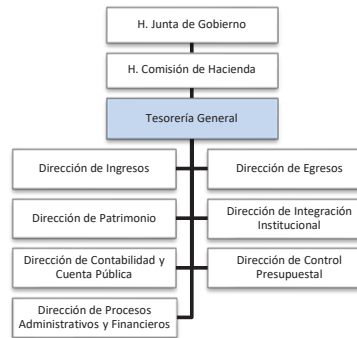 H. Junta de Gobierno
H. Comisión de Hacienda
Tesorería General
Dirección de Ingresos
Dirección de Egresos
Dirección de Patrimonio
Dirección de Integración
Institucional
Dirección de Contabilidad y
Cuenta Pública
Dirección de Control
Presupuestal
Dirección de Procesos
Administrativos y Financieros